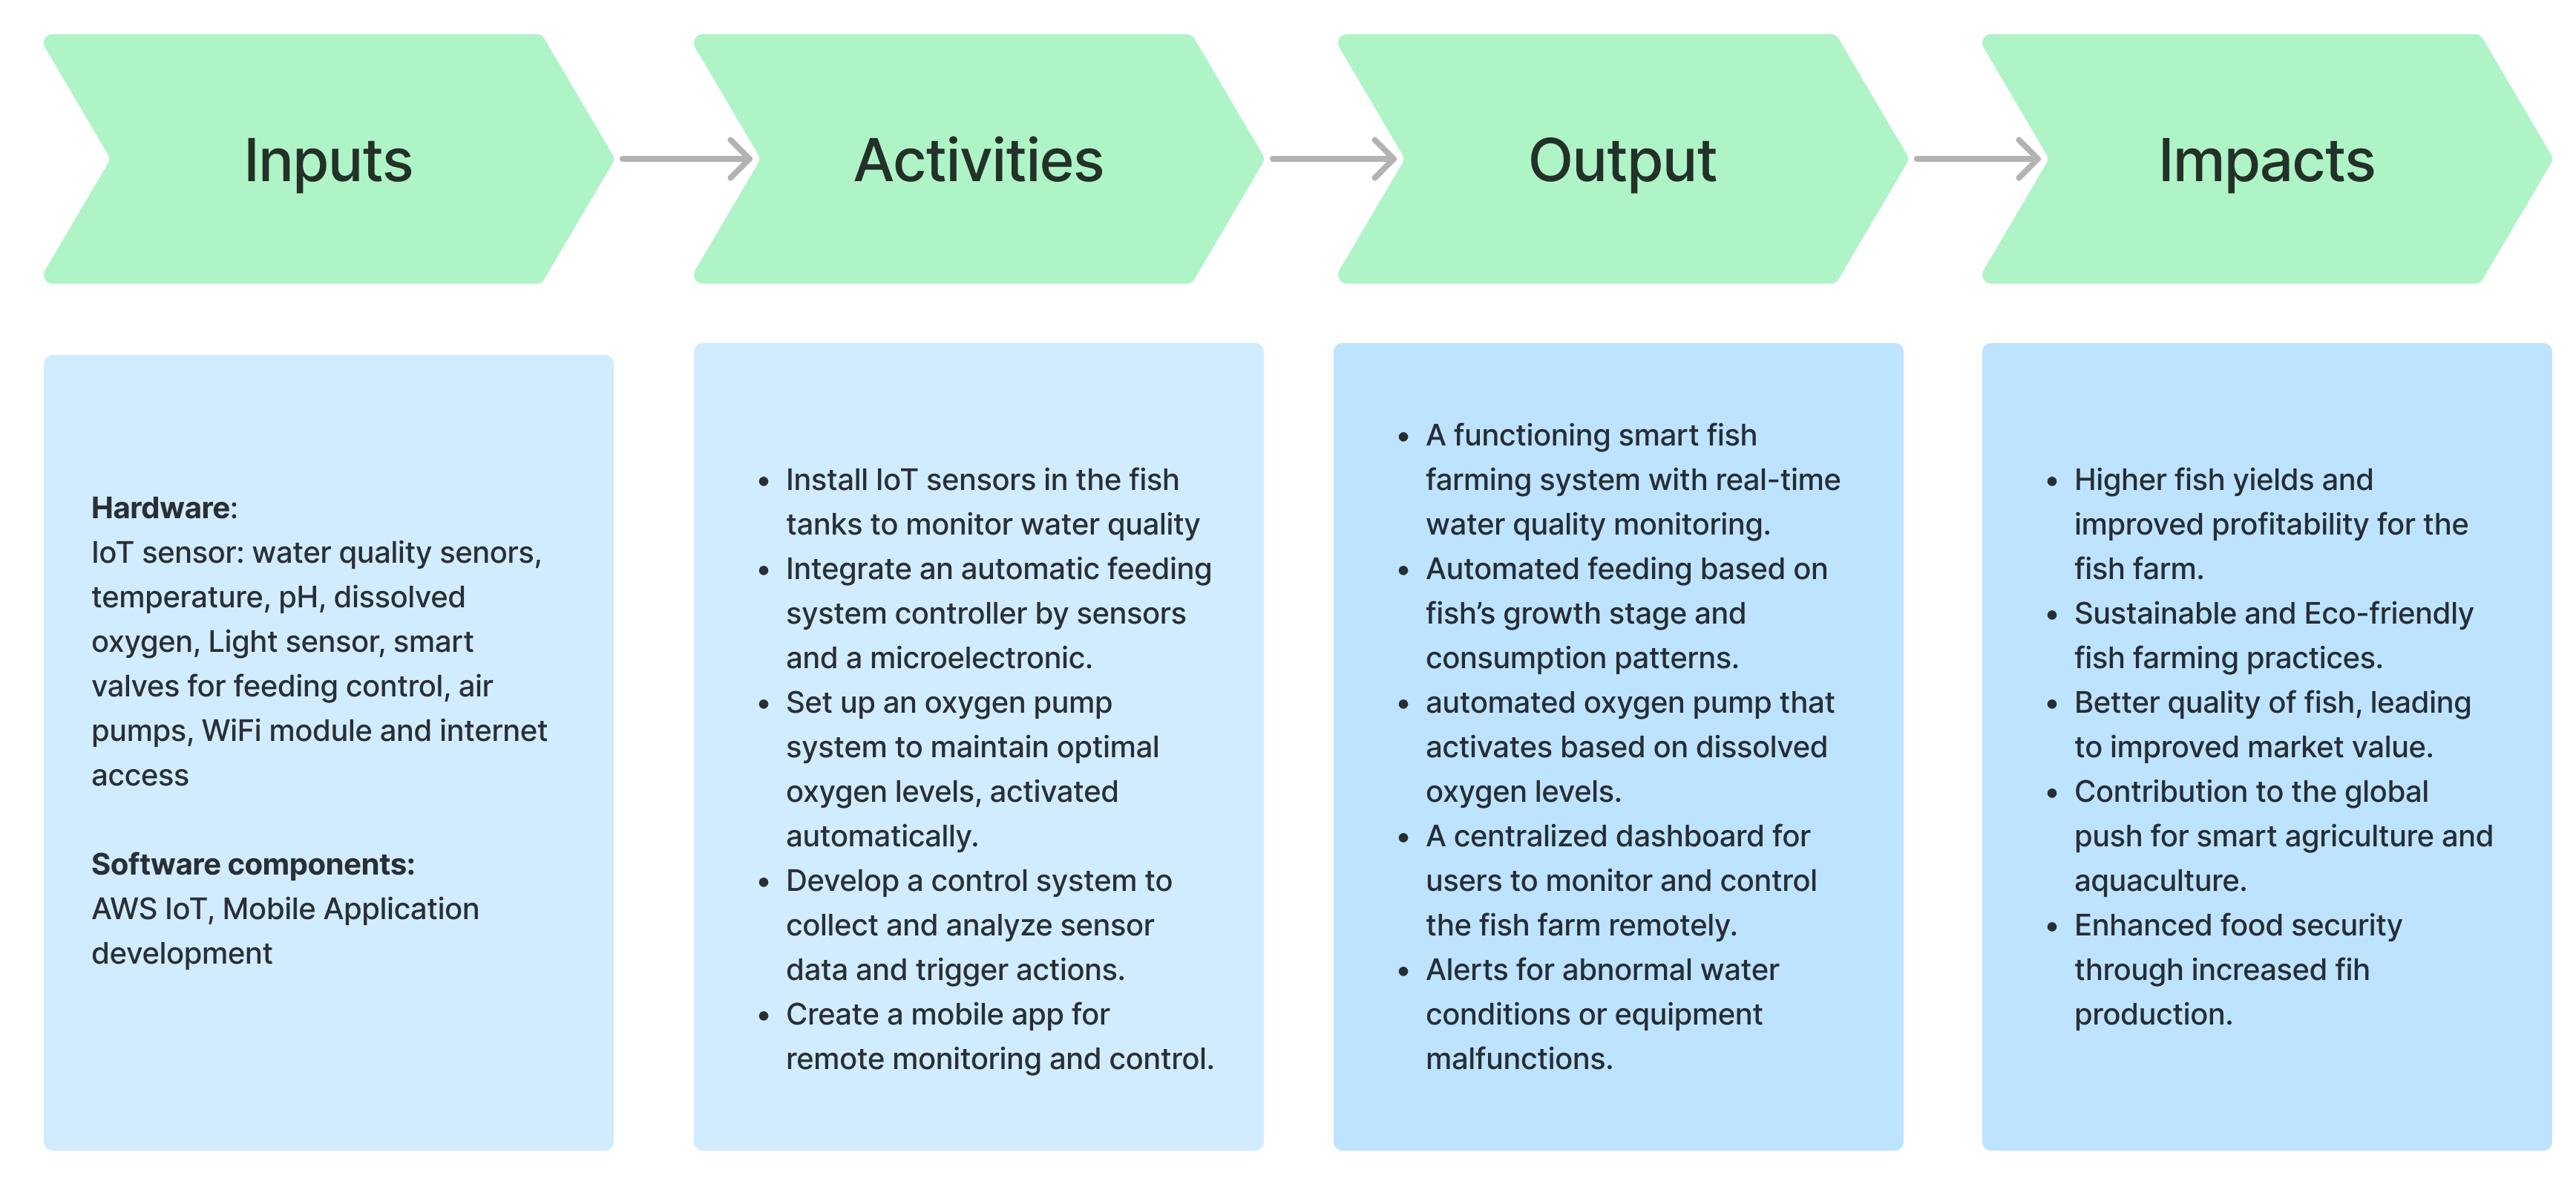 Inputs
Activities
Output
Impacts
Hardware:
IoT sensor: water quality senors,
temperature, pH, dissolved
oxygen, Light sensor, smart
valves for feeding control, air
pumps, WiFi module and internet
access
Software components:
AWS IoT, Mobile Application
development
• Install IoT sensors in the fish
tanks to monitor water quality
• Integrate an automatic feeding
system controller by sensors
and a microelectronic.
• Set up an oxygen pump
system to maintain optimal
oxygen levels, activated
automatically.
• Develop a control system to
collect and analyze sensor
data and trigger actions.
• Create a mobile app for
remote monitoring and control.
• A functioning smart fish
farming system with real-time
water quality monitoring.
• Automated feeding based on
fish’s growth stage and
consumption patterns.
• automated oxygen pump that
activates based on dissolved
oxygen levels.
• A centralized dashboard for
users to monitor and control
the fish farm remotely.
• Alerts for abnormal water
conditions or equipment
malfunctions.
• Higher fish yields and
improved profitability for the
fish farm.
• Sustainable and Eco-friendly
fish farming practices.
• Better quality of fish, leading
to improved market value.
• Contribution to the global
push for smart agriculture and
aquaculture.
• Enhanced food security
through increased fih
production.